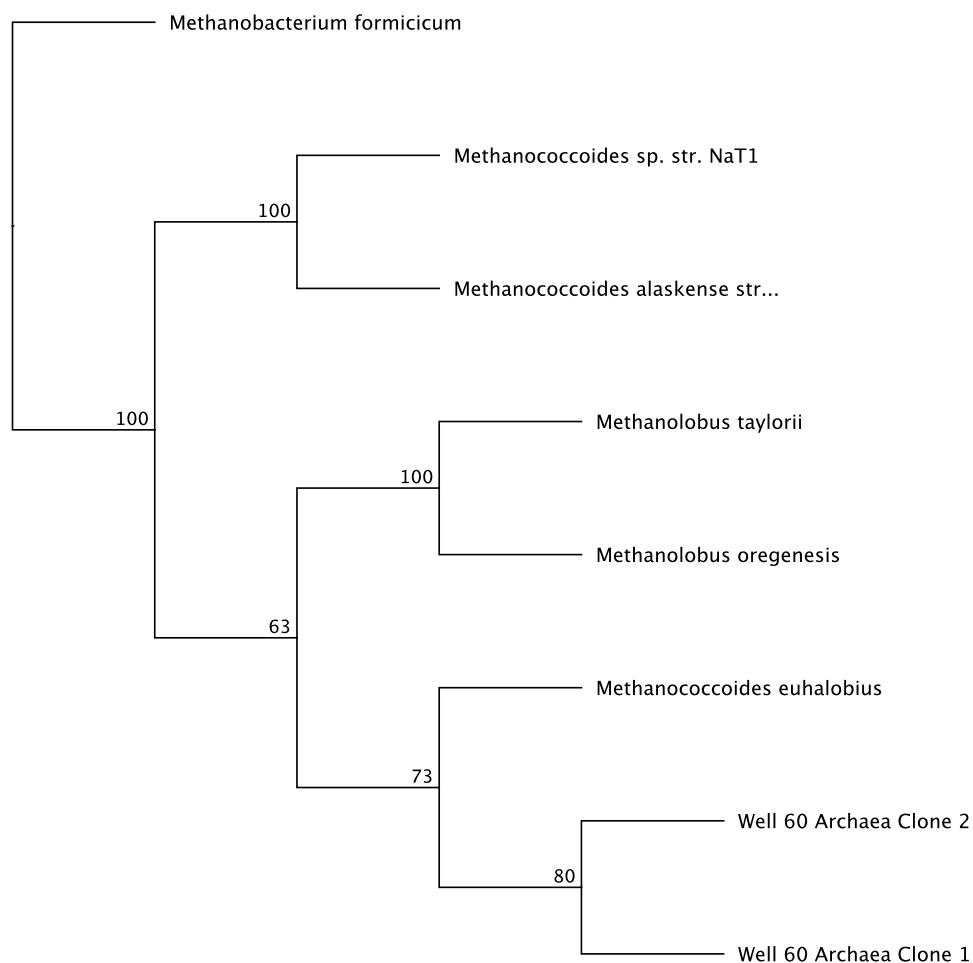 Methanobacterium formicicum
Methanococcoides sp. str. NaT1
100
Methanococcoides alaskense str...
100
Methanolobus taylorii
100
Methanolobus oregenesis
63
Methanococcoides euhalobius
73
Well 60 Archaea Clone 2
80
Well 60 Archaea Clone 1